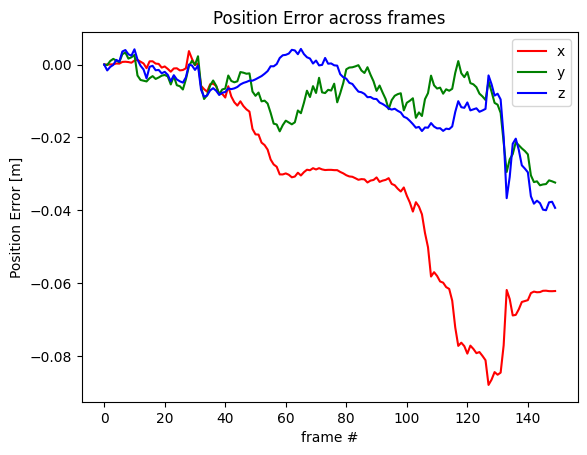 Position Error across frames
x
y
z
0.00
−0.02
−0.04
−0.06
−0.08
Position Error [m]
0 20 40 60 80 100 120 140
frame #